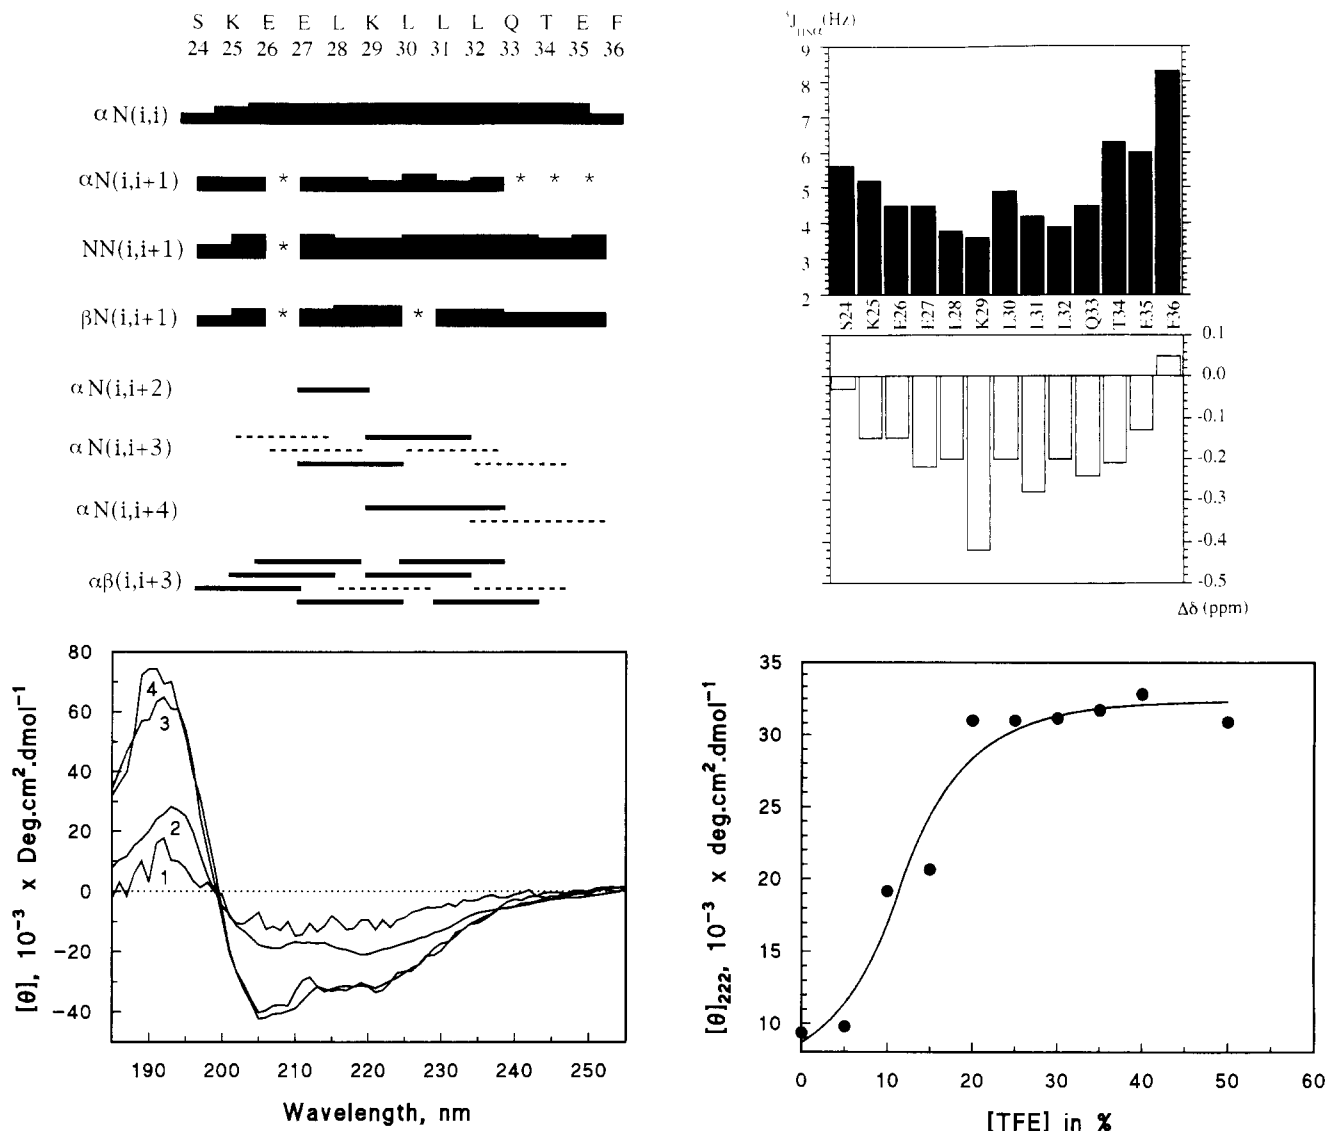 S K E E L K L L L Q T E F
24 25 26 27 28 29 30 31 32 33 34 35 36
αN(i,i)
αN(i,i+1) * * * *
NN(i,i+1) *
βN(i,i+1) * *
αN(i,i+2)
αN(i,i+3)
αN(i,i+4)
αβ(i,i+3)
(Hz)
9
8
7
6
5
4
3
2
S24 K25 E26 E27 L28 K29 L30 L31 L32 Q33 T34 E35 F36
0.1
0.0
-0.1
-0.2
-0.3
-0.4
-0.5
Δδ (ppm)
[θ], 10⁻³ x Deg.cm².dmol⁻¹
80
60
40
20
0
-20
-40
4
3
2
1
190 200 210 220 230 240 250
Wavelength, nm
[θ]₂₂₂, 10⁻³ x deg.cm².dmol⁻¹
35
30
25
20
15
10
0 10 20 30 40 50 60
[TFE] in %